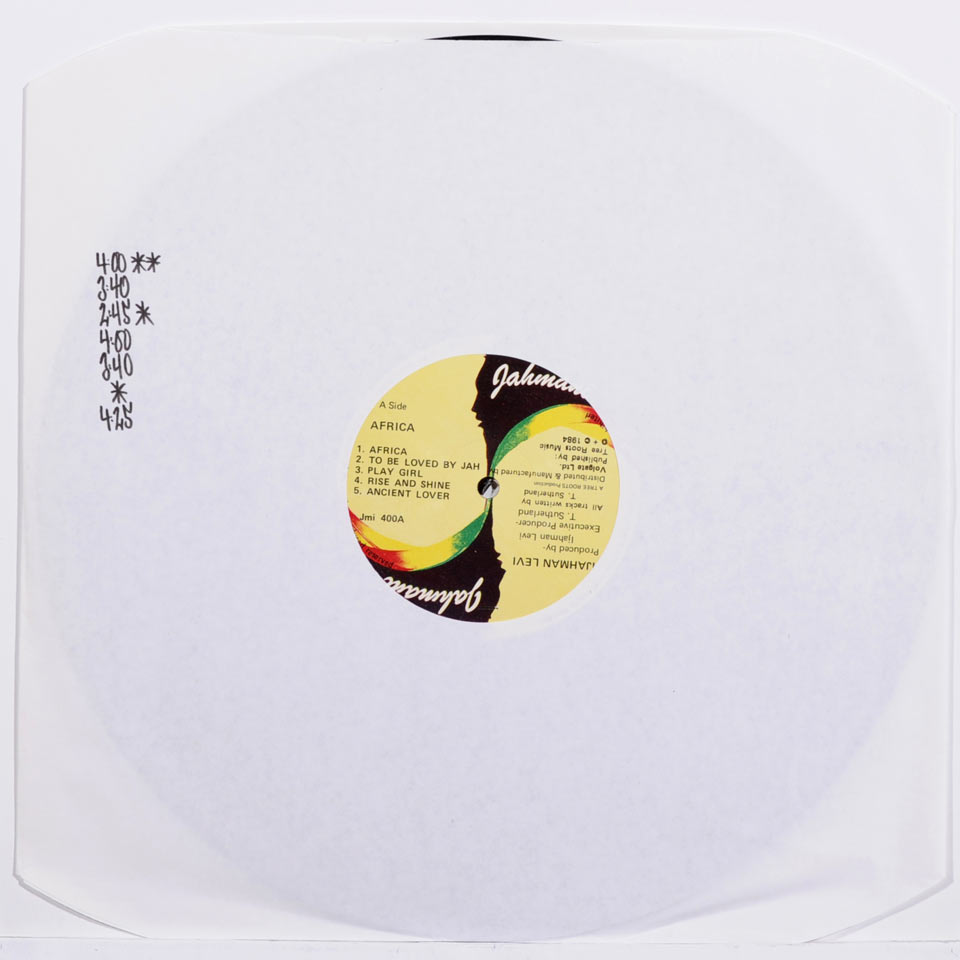 4:00 **
3:40
2:45 *
4:00
3:40
*
4:25
Jahman
A Side
AFRICA
1. AFRICA
2. TO BE LOVED BY JAH
3. PLAY GIRL
4. RISE AND SHINE
5. ANCIENT LOVER
Jmi 400A
IJAHMAN LEVI
Produced by-
Ijahman Levi
Executive Producer-
T. Sutherland
All tracks written by
T. Sutherland
A TREE ROOTS Production
Distributed & Manufactured by
Volgate Ltd.
Published by:
Tree Roots Music
℗ + © 1984
Jahman